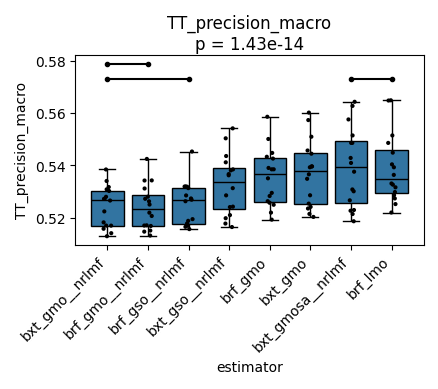 TT_precision_macro
p = 1.43e-14
TT_precision_macro
0.58
0.56
0.54
0.52
bxt_gmo__nrlmf
brf_gmo__nrlmf
brf_gso__nrlmf
bxt_gso__nrlmf
brf_gmo
bxt_gmo
bxt_gmosa__nrlmf
brf_lmo
estimator